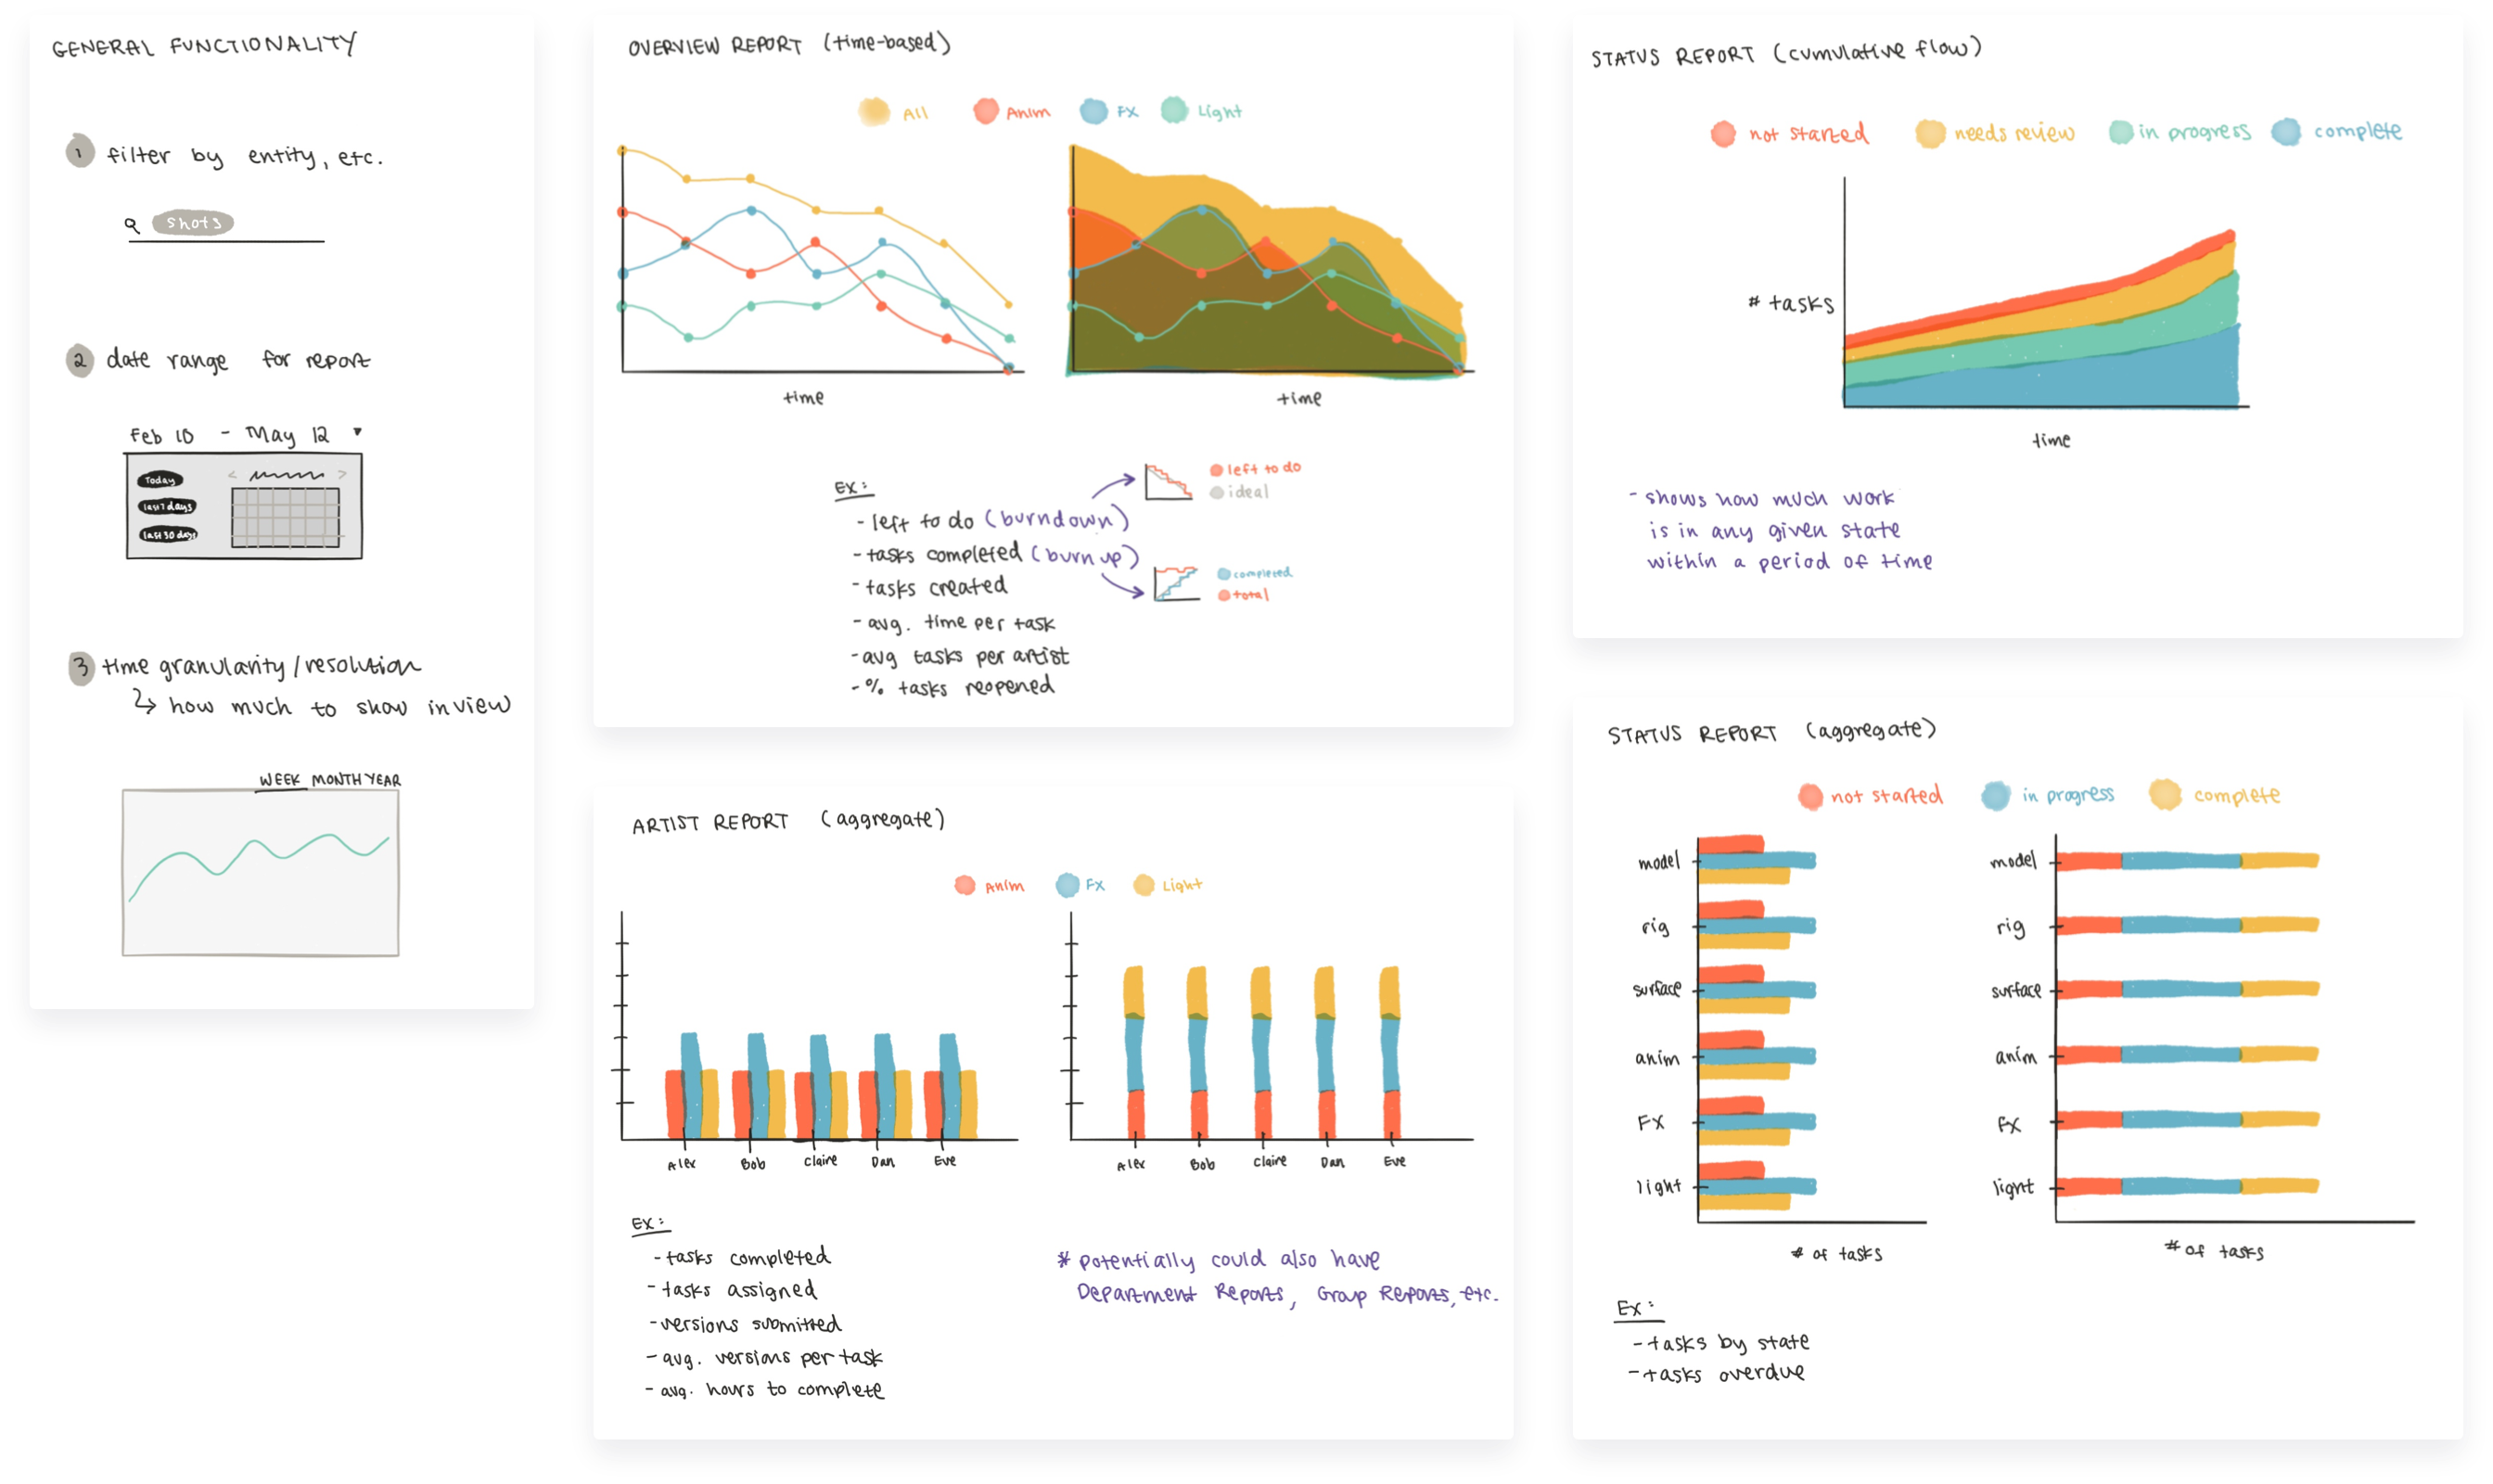 GENERAL FUNCTIONALITY
1 filter by entity, etc.
shots
2 date range for report
Feb 10 - May 12
Today
last 7 days
last 30 days
3 time granularity/resolution
how much to show in view
WEEK MONTH YEAR
OVERVIEW REPORT (time-based)
All Anim FX Light
time
time
EX:
- left to do (burndown)
- tasks completed (burn up)
- tasks created
- avg. time per task
- avg tasks per artist
- % tasks reopened
left to do
ideal
completed
total
ARTIST REPORT (aggregate)
Anim FX Light
Alex Bob Claire Dan Eve
Alex Bob Claire Dan Eve
EX:
- tasks completed
- tasks assigned
- versions submitted
- avg. versions per task
- avg. hours to complete
* potentially could also have
Department Reports, Group Reports, etc.
STATUS REPORT (cumulative flow)
not started needs review in progress complete
# tasks
time
- shows how much work
is in any given state
within a period of time
STATUS REPORT (aggregate)
not started in progress complete
model
rig
surface
anim
FX
light
# of tasks
model
rig
surface
anim
fx
light
# of tasks
Ex:
- tasks by state
- tasks overdue